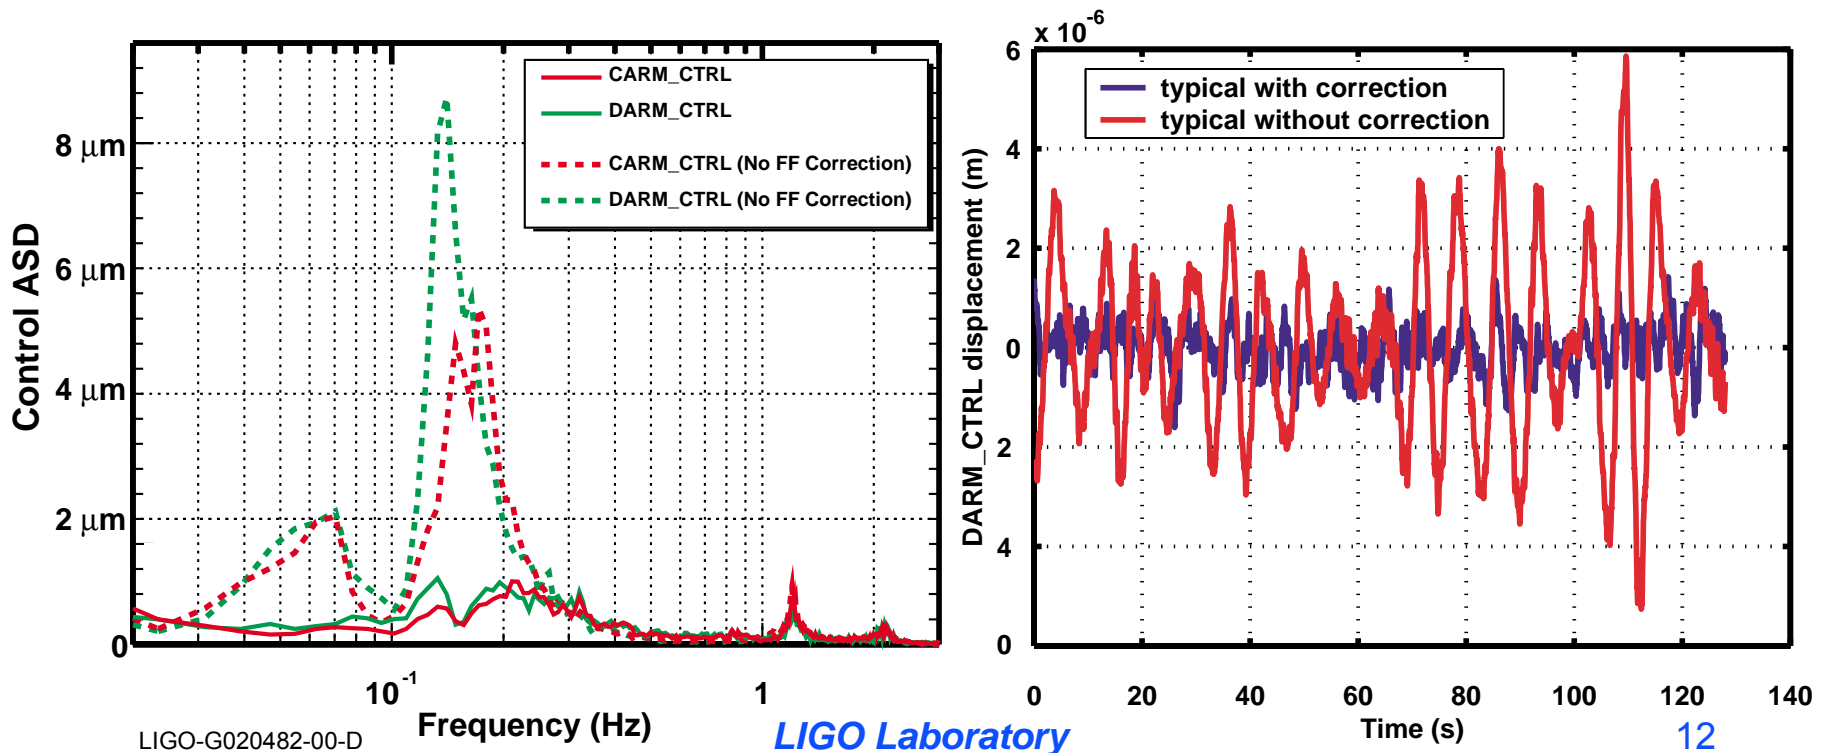 CARM_CTRL
DARM_CTRL
CARM_CTRL (No FF Correction)
DARM_CTRL (No FF Correction)
Control ASD
8 μm
6 μm
4 μm
2 μm
0
10-1
1
Frequency (Hz)
x 10-6
typical with correction
typical without correction
DARM_CTRL displacement (m)
6
4
2
0
2
4
6
0 20 40 60 80 100 120 140
Time (s)
LIGO-G020482-00-D
LIGO Laboratory
12